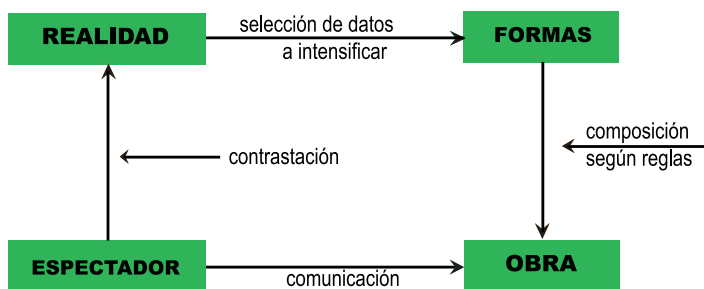 REALIDAD
selección de datos
a intensificar
FORMAS
contrastación
composición
según reglas
ESPECTADOR
comunicación
OBRA